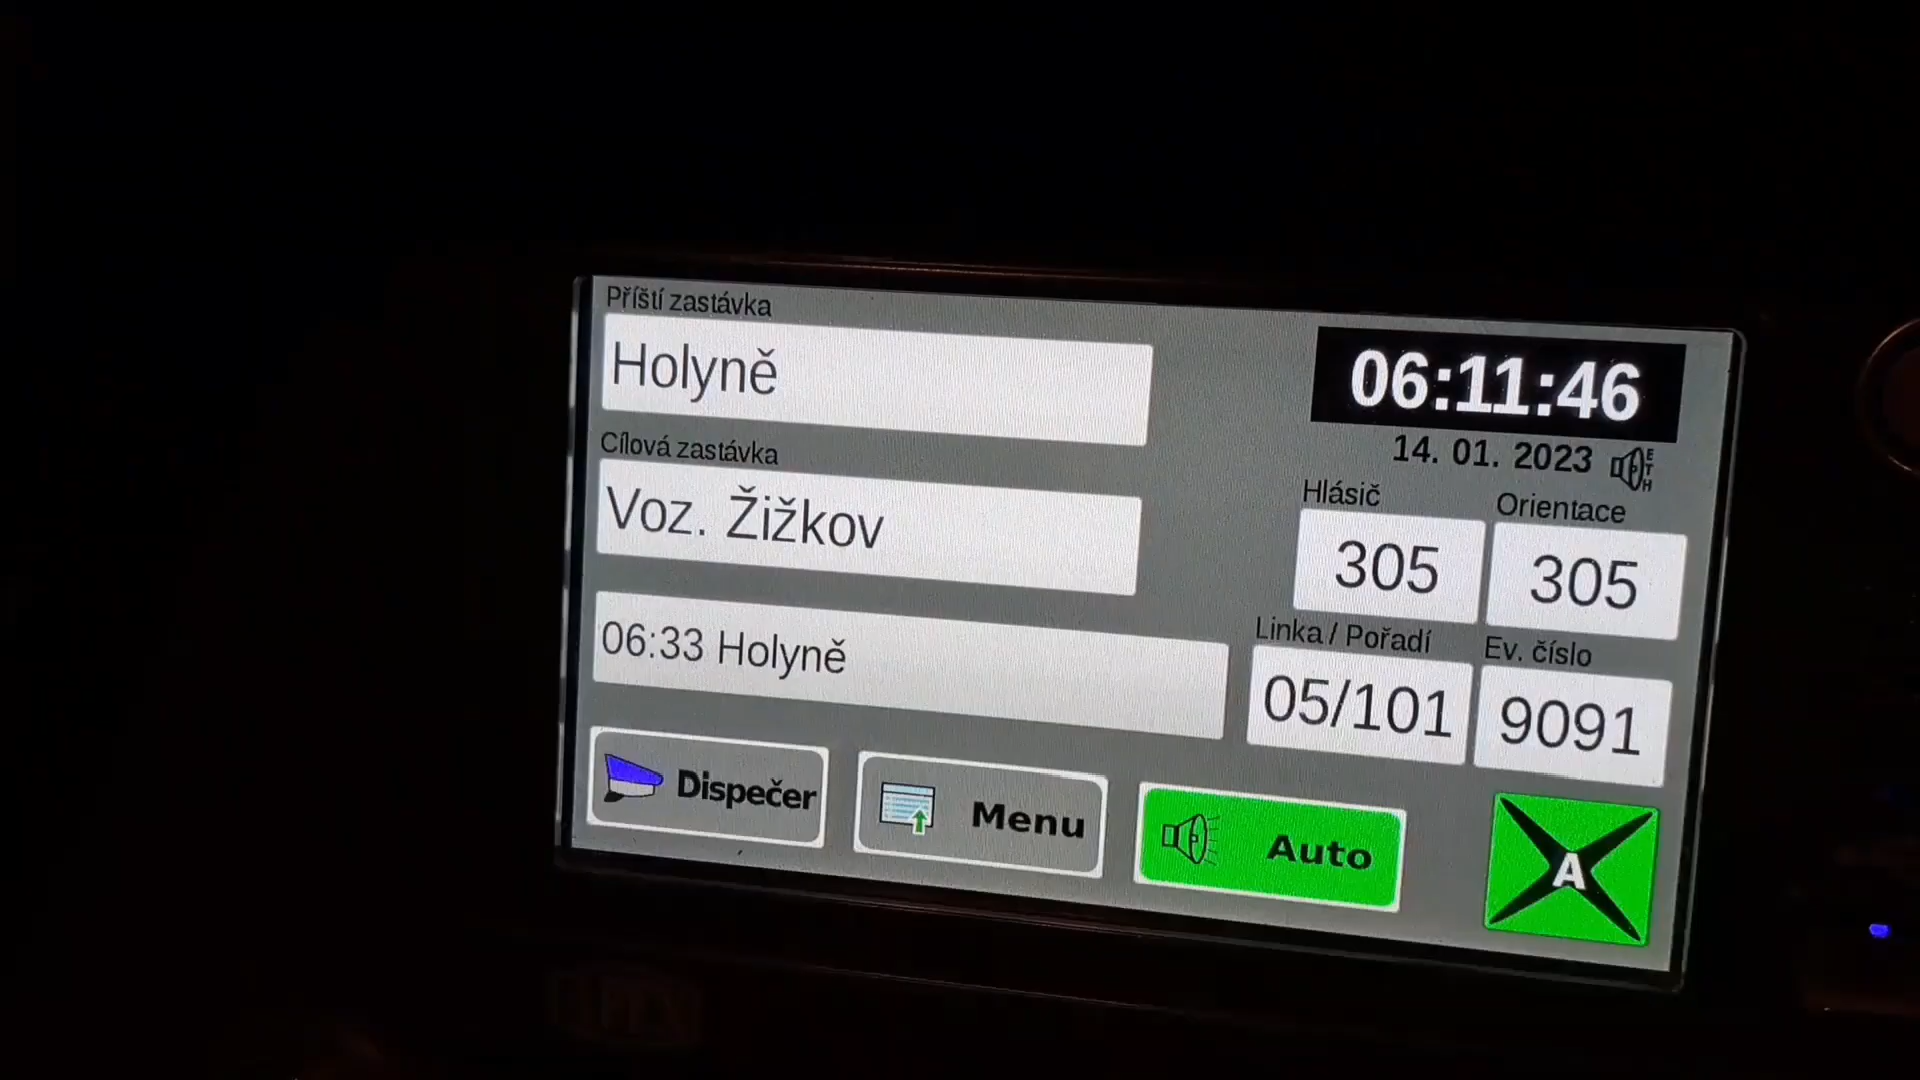 Příští zastávka
Holyně
06:11:46
14. 01. 2023
ETH
Cílová zastávka
Voz. Žižkov
Hlásič
Orientace
305
305
06:33 Holyně
Linka / Pořadí
Ev. číslo
05/101
9091
Dispečer
Menu
Auto
A